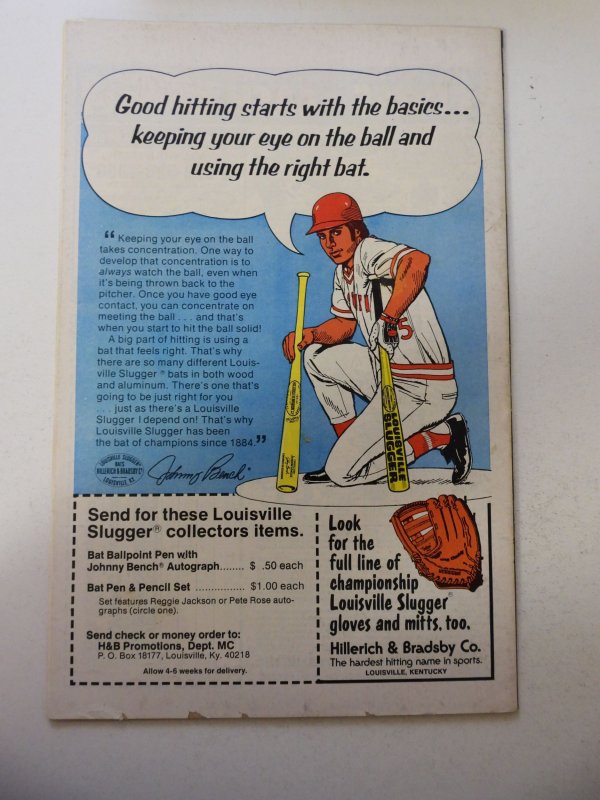 Good hitting starts with the basics...
keeping your eye on the ball and
using the right bat.
“ Keeping your eye on the ball
takes concentration. One way to
develop that concentration is to
always watch the ball, even when
it's being thrown back to the
pitcher. Once you have good eye
contact, you can concentrate on
meeting the ball . . . and that's
when you start to hit the ball solid!
A big part of hitting is using a
bat that feels right. That's why
there are so many different Louis-
ville Slugger® bats in both wood
and aluminum. There's one that's
going to be just right for you
. . . just as there's a Louisville
Slugger I depend on! That's why
Louisville Slugger has been
the bat of champions since 1884.”
LOUISVILLE SLUGGER
BATS
HILLERICH & BRADSBY Co
LOUISVILLE, KY.
Johnny Bench
5
LOUISVILLE
SLUGGER
Send for these Louisville
Slugger® collectors items.
Bat Ballpoint Pen with
Johnny Bench® Autograph....... $ .50 each
Bat Pen & Pencil Set ................ $1.00 each
Set features Reggie Jackson or Pete Rose auto-
graphs (circle one).
Send check or money order to:
H&B Promotions, Dept. MC
P. O. Box 18177, Louisville, Ky. 40218
Allow 4-6 weeks for delivery.
Look
for the
full line of
championship
Louisville Slugger®
gloves and mitts, too.
Hillerich & Bradsby Co.
The hardest hitting name in sports.
LOUISVILLE, KENTUCKY